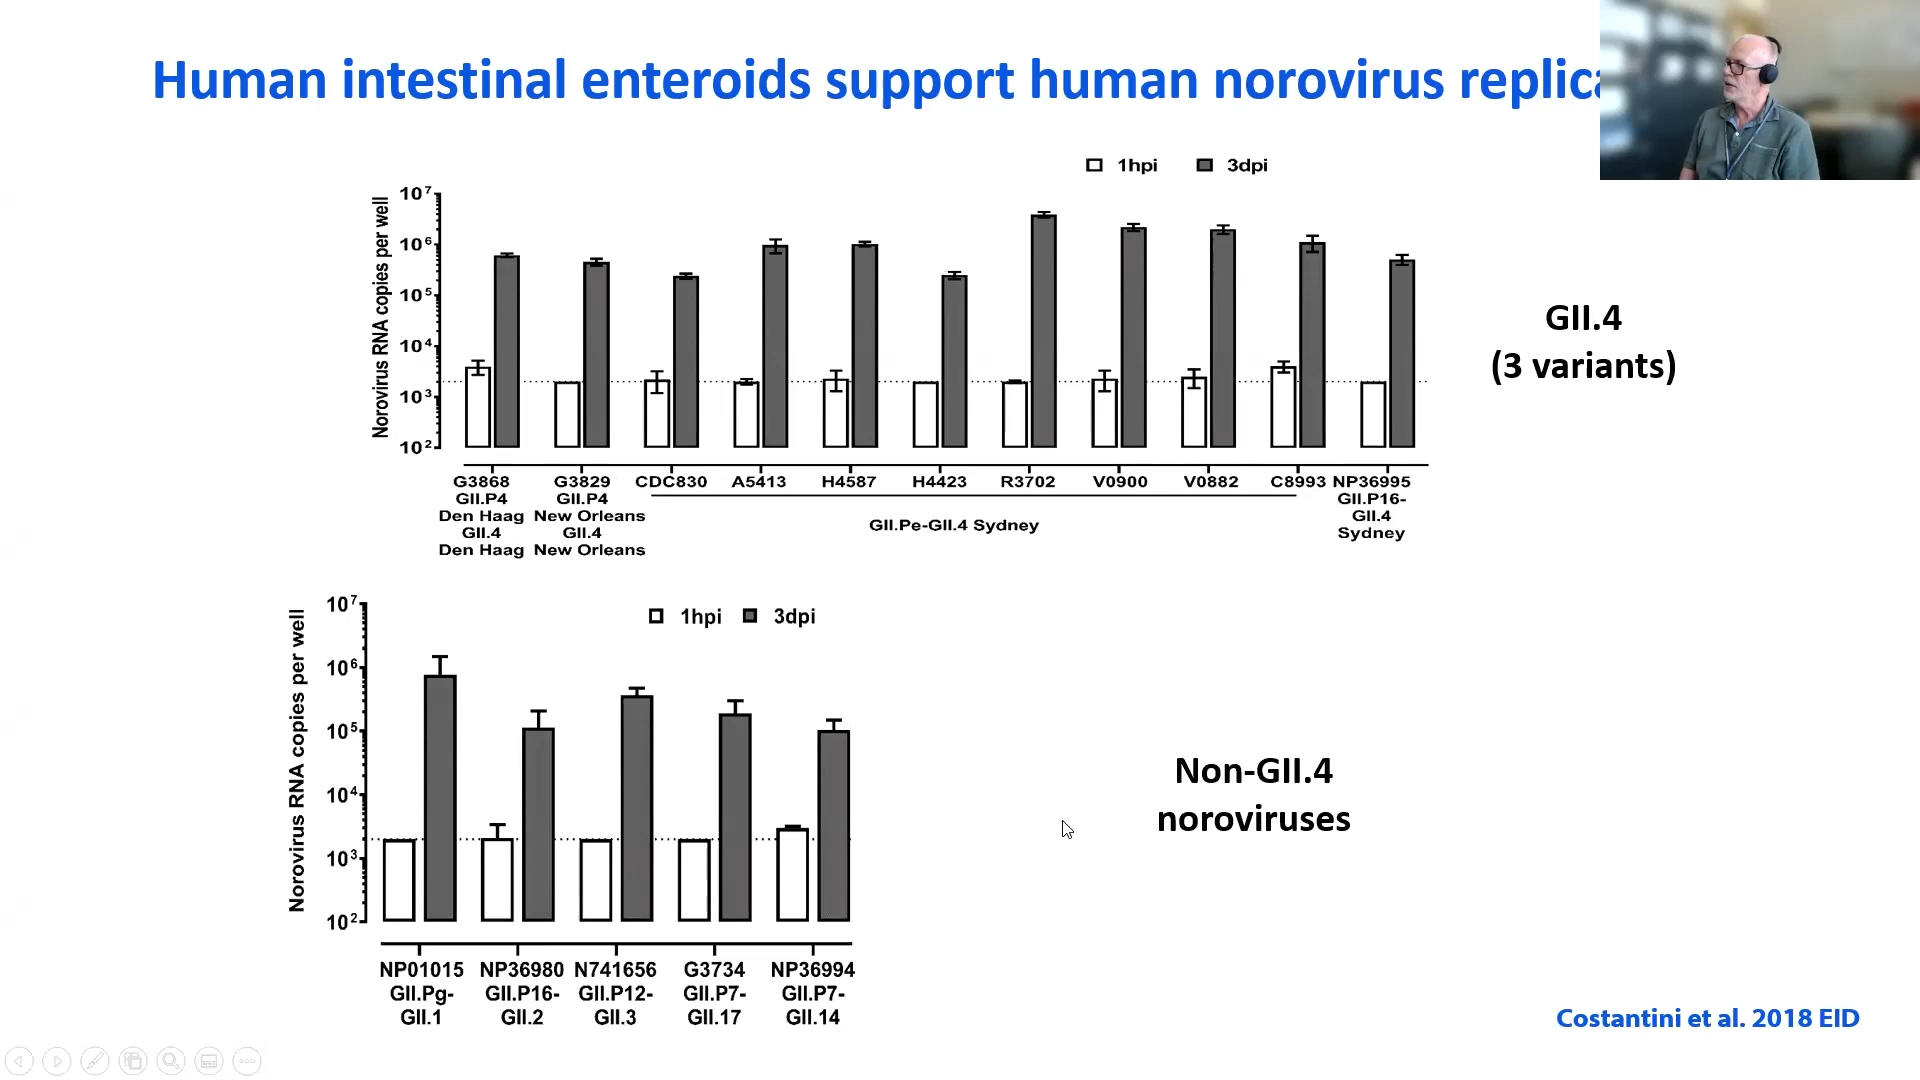 Human intestinal enteroids support human norovirus replica
1hpi 3dpi
Norovirus RNA copies per well
10⁷
10⁶
10⁵
10⁴
10³
10²
G3868 G3829 CDC830 A5413 H4587 H4423 R3702 V0900 V0882 C8993 NP36995
GII.P4 GII.P4 GII.P16-
Den Haag New Orleans GII.4
GII.4 GII.4 Sydney
Den Haag New Orleans
GII.Pe-GII.4 Sydney
GII.4
(3 variants)
1hpi 3dpi
Norovirus RNA copies per well
10⁷
10⁶
10⁵
10⁴
10³
10²
NP01015 NP36980 N741656 G3734 NP36994
GII.Pg- GII.P16- GII.P12- GII.P7- GII.P7-
GII.1 GII.2 GII.3 GII.17 GII.14
Non-GII.4
noroviruses
Costantini et al. 2018 EID